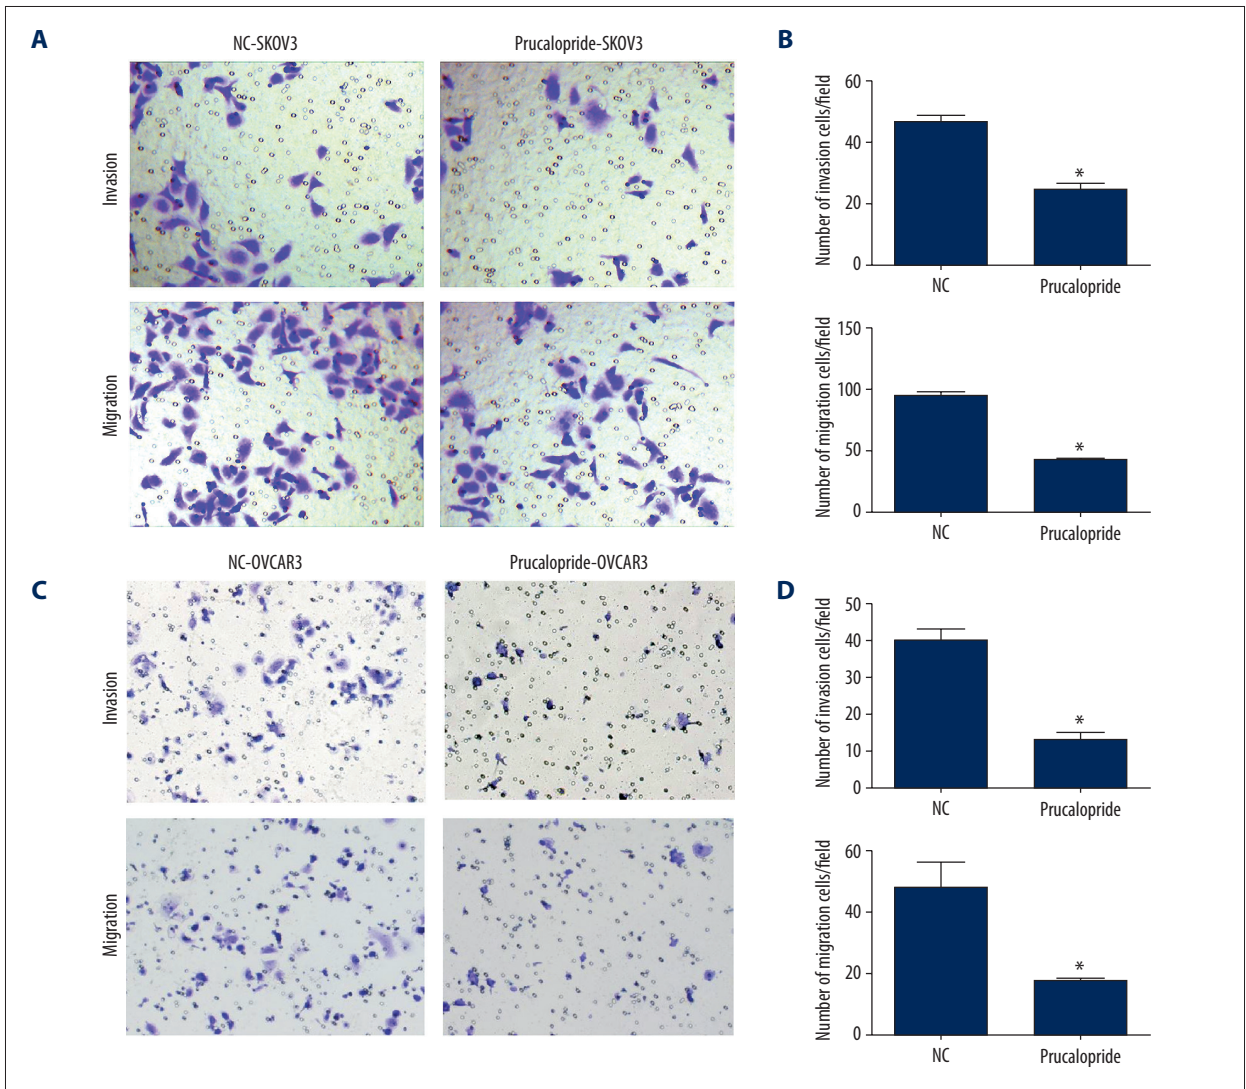 A
NC-SKOV3
Prucalopride-SKOV3
Invasion
Migration
B
Number of invasion cells/field
60
40
20
0
*
NC
Prucalopride
Number of migration cells/field
150
100
50
0
*
NC
Prucalopride
C
NC-OVCAR3
Prucalopride-OVCAR3
Invasion
Migration
D
Number of invasion cells/field
50
40
30
20
10
0
*
NC
Prucalopride
Number of migration cells/field
60
40
20
0
*
NC
Prucalopride